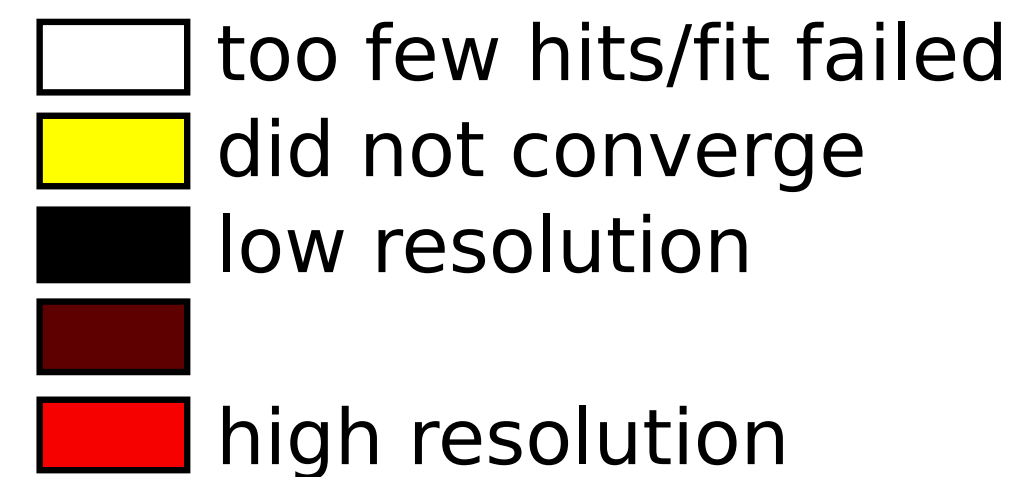 too few hits/fit failed
did not converge
low resolution
high resolution